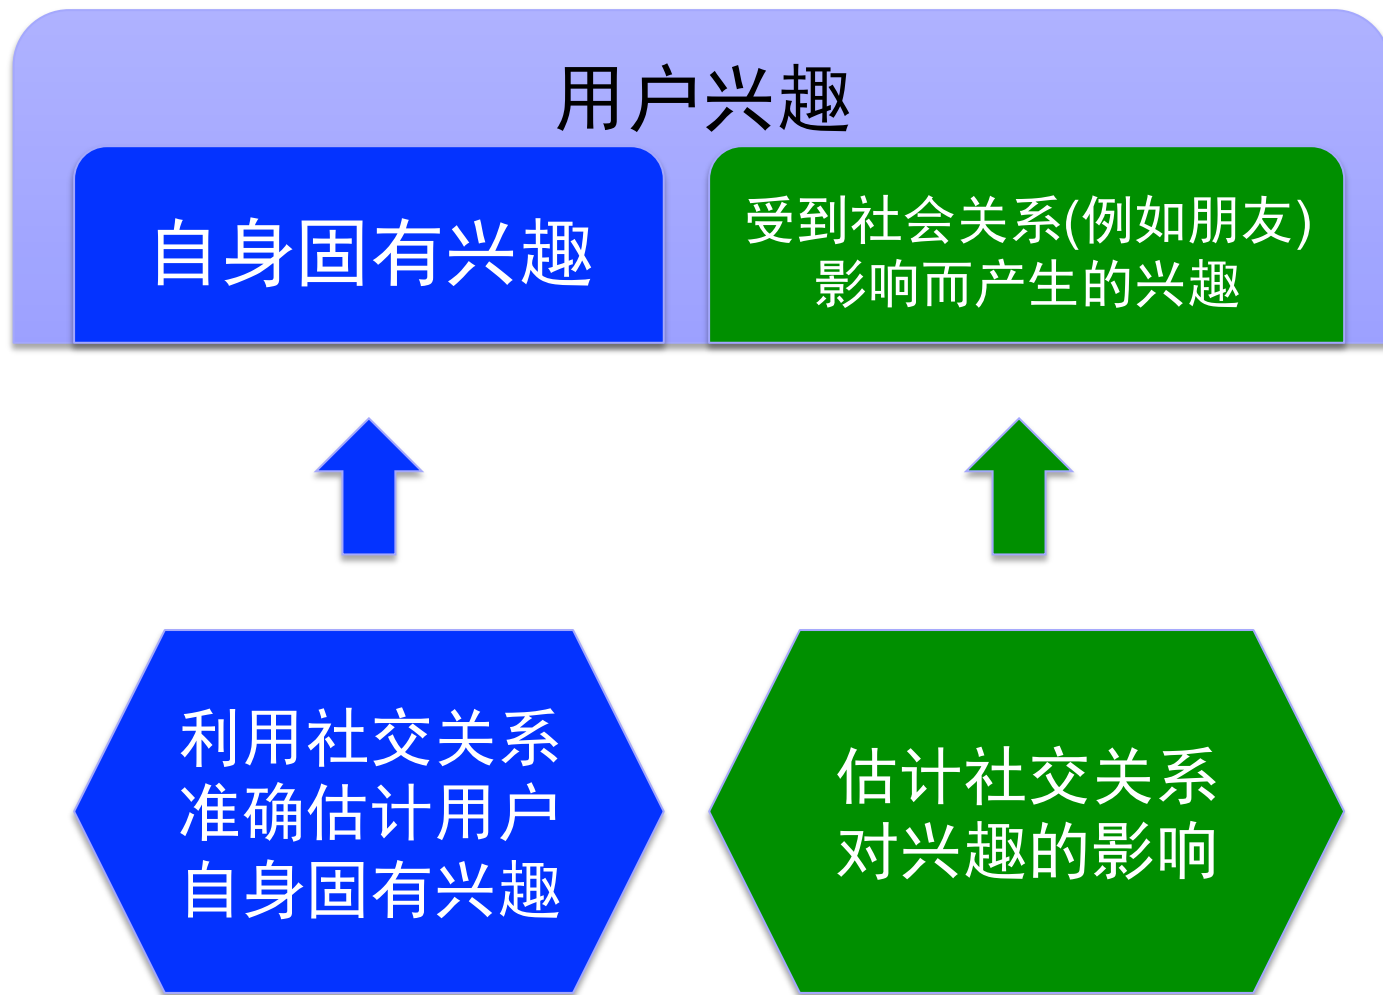 用户兴趣
自身固有兴趣
受到社会关系(例如朋友)
影响而产生的兴趣
利用社交关系
准确估计用户
自身固有兴趣
估计社交关系
对兴趣的影响